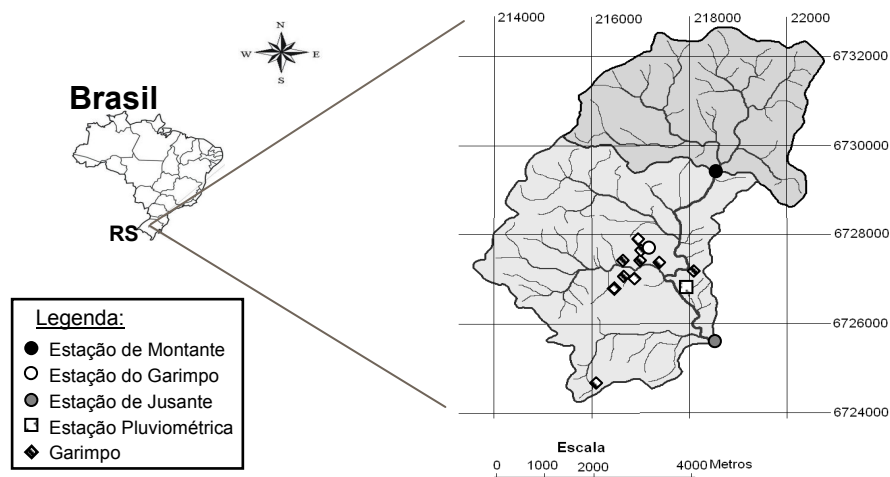 214000 216000 218000 22000
N
W E
S
Brasil
RS
6732000
6730000
6728000
6726000
6724000
Legenda:
Estação de Montante
Estação do Garimpo
Estação de Jusante
Estação Pluviométrica
Garimpo
Escala
0 1000 2000 4000 Metros